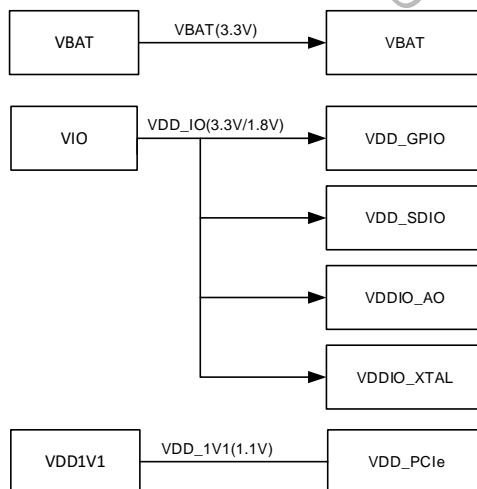 VBAT VBAT(3.3V) VBAT
VIO VDD_IO(3.3V/1.8V) VDD_GPIO
VDD_SDIO
VDDIO_AO
VDDIO_XTAL
VDD1V1 VDD_1V1(1.1V) VDD_PCIe